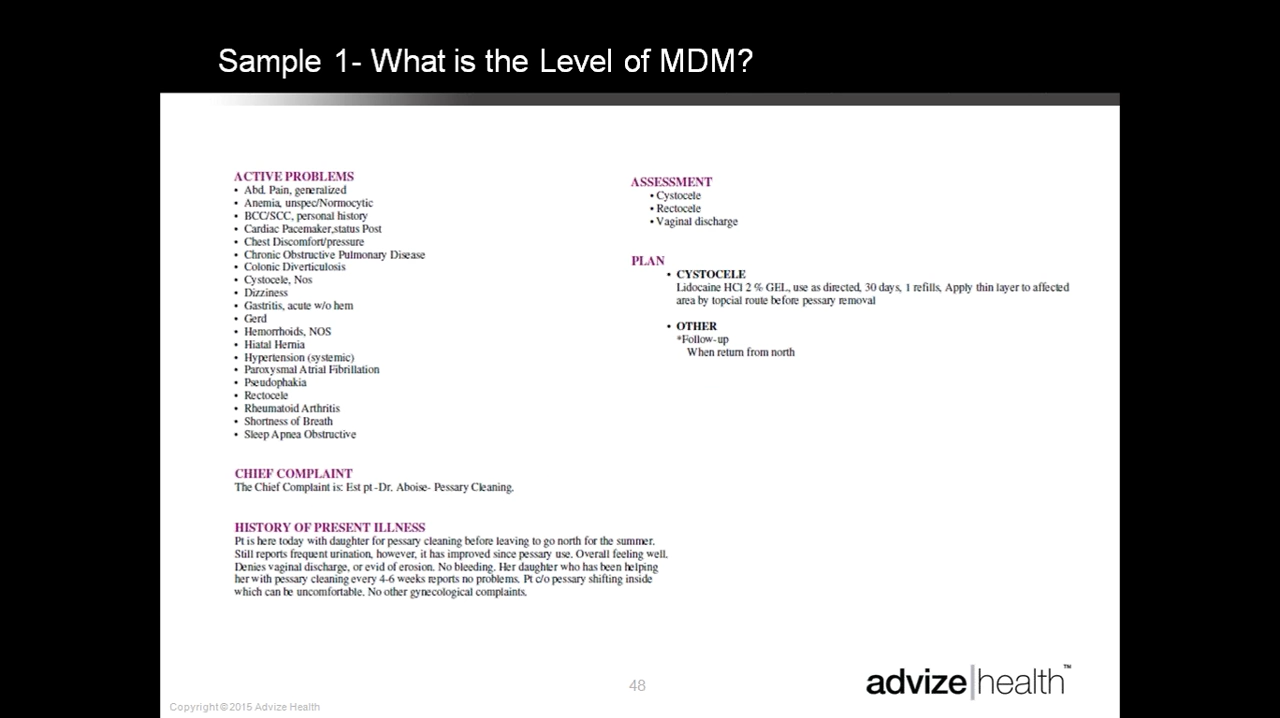 Sample 1- What is the Level of MDM?
ACTIVE PROBLEMS
• Abd. Pain, generalized
• Anemia, unspec/Normocytic
• BCC/SCC, personal history
• Cardiac Pacemaker,status Post
• Chest Discomfort/pressure
• Chronic Obstructive Pulmonary Disease
• Colonic Diverticulosis
• Cystocele, Nos
• Dizziness
• Gastritis, acute w/o hem
• Gerd
• Hemorrhoids, NOS
• Hiatal Hernia
• Hypertension (systemic)
• Paroxysmal Atrial Fibrillation
• Pseudophakia
• Rectocele
• Rheumatoid Arthritis
• Shortness of Breath
• Sleep Apnea Obstructive
CHIEF COMPLAINT
The Chief Complaint is: Est pt -Dr. Aboise- Pessary Cleaning.
HISTORY OF PRESENT ILLNESS
Pt is here today with daughter for pessary cleaning before leaving to go north for the summer.
Still reports frequent urination, however, it has improved since pessary use. Overall feeling well.
Denies vaginal discharge, or evid of erosion. No bleeding. Her daughter who has been helping
her with pessary cleaning every 4-6 weeks reports no problems. Pt c/o pessary shifting inside
which can be uncomfortable. No other gynecological complaints.
ASSESSMENT
• Cystocele
• Rectocele
• Vaginal discharge
PLAN
• CYSTOCELE
Lidocaine HCl 2 % GEL, use as directed, 30 days, 1 refills, Apply thin layer to affected
area by topcial route before pessary removal
• OTHER
*Follow-up
When return from north
48
advize|health™
Copyright©2015 Advize Health